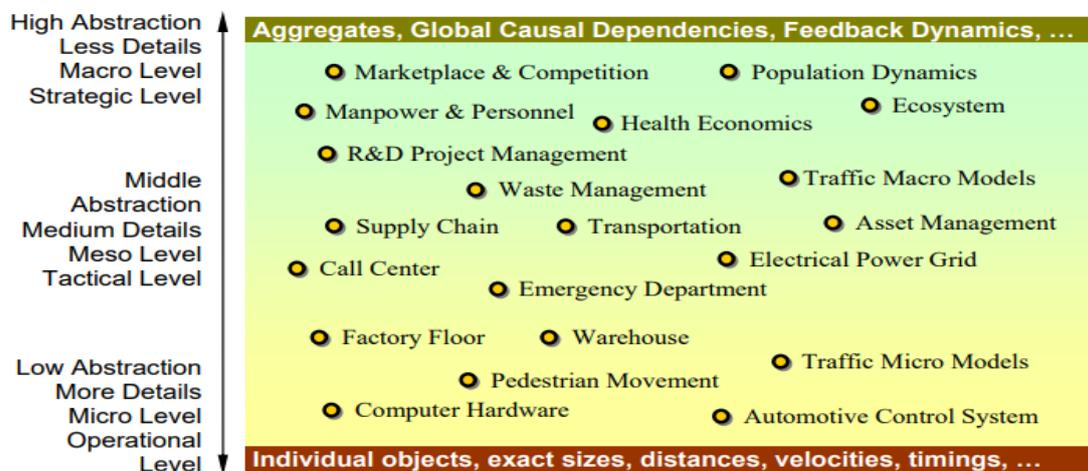 High Abstraction
Less Details
Macro Level
Strategic Level
Middle
Abstraction
Medium Details
Meso Level
Tactical Level
Low Abstraction
More Details
Micro Level
Operational
Level
Aggregates, Global Causal Dependencies, Feedback Dynamics, ...
Marketplace & Competition
Population Dynamics
Manpower & Personnel
Ecosystem
Health Economics
R&D Project Management
Traffic Macro Models
Waste Management
Supply Chain
Transportation
Asset Management
Call Center
Electrical Power Grid
Emergency Department
Factory Floor
Warehouse
Traffic Micro Models
Pedestrian Movement
Computer Hardware
Automotive Control System
Individual objects, exact sizes, distances, velocities, timings, ...